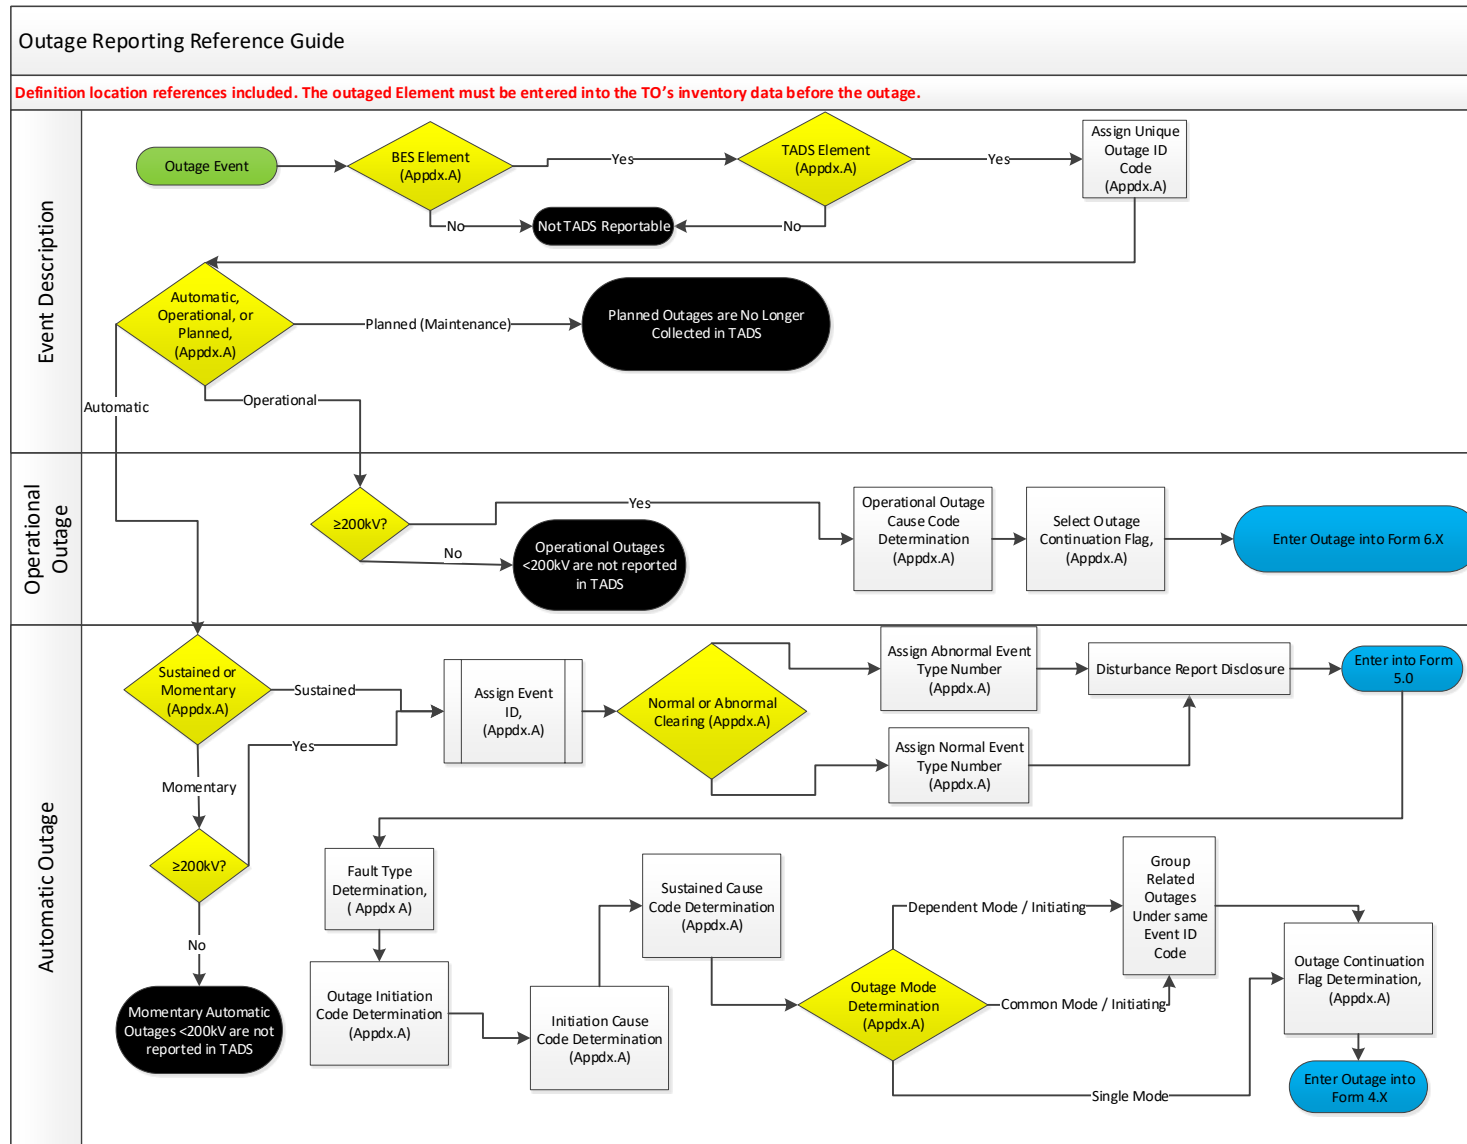 Outage Reporting Reference Guide
Definition location references included. The outaged Element must be entered into the TO's inventory data before the outage.
Event Description
Outage Event
BES Element
(Appdx.A)
Yes
TADS Element
(Appdx.A)
Yes
Assign Unique
Outage ID
Code
(Appdx.A)
No
Not TADS Reportable
No
Automatic,
Operational, or
Planned,
(Appdx.A)
Planned (Maintenance)
Planned Outages are No Longer
Collected in TADS
Automatic
Operational
Operational
Outage
≥200kV?
Yes
No
Operational Outages
<200kV are not reported
in TADS
Operational Outage
Cause Code
Determination
(Appdx.A)
Select Outage
Continuation Flag,
(Appdx.A)
Enter Outage into Form 6.X
Automatic Outage
Sustained or
Momentary
(Appdx.A)
Sustained
Yes
Momentary
≥200kV?
No
Momentary Automatic
Outages <200kV are not
reported in TADS
Assign Event
ID,
(Appdx.A)
Normal or Abnormal
Clearing (Appdx.A)
Assign Abnormal Event
Type Number
(Appdx.A)
Assign Normal Event
Type Number
(Appdx.A)
Disturbance Report Disclosure
Enter into Form
5.0
Fault Type
Determination,
( Appdx A)
Outage Initiation
Code Determination
(Appdx.A)
Initiation Cause
Code Determination
(Appdx.A)
Sustained Cause
Code Determination
(Appdx.A)
Outage Mode
Determination
(Appdx.A)
Dependent Mode / Initiating
Common Mode / Initiating
Single Mode
Group
Related
Outages
Under same
Event ID
Code
Outage Continuation
Flag Determination,
(Appdx.A)
Enter Outage into
Form 4.X